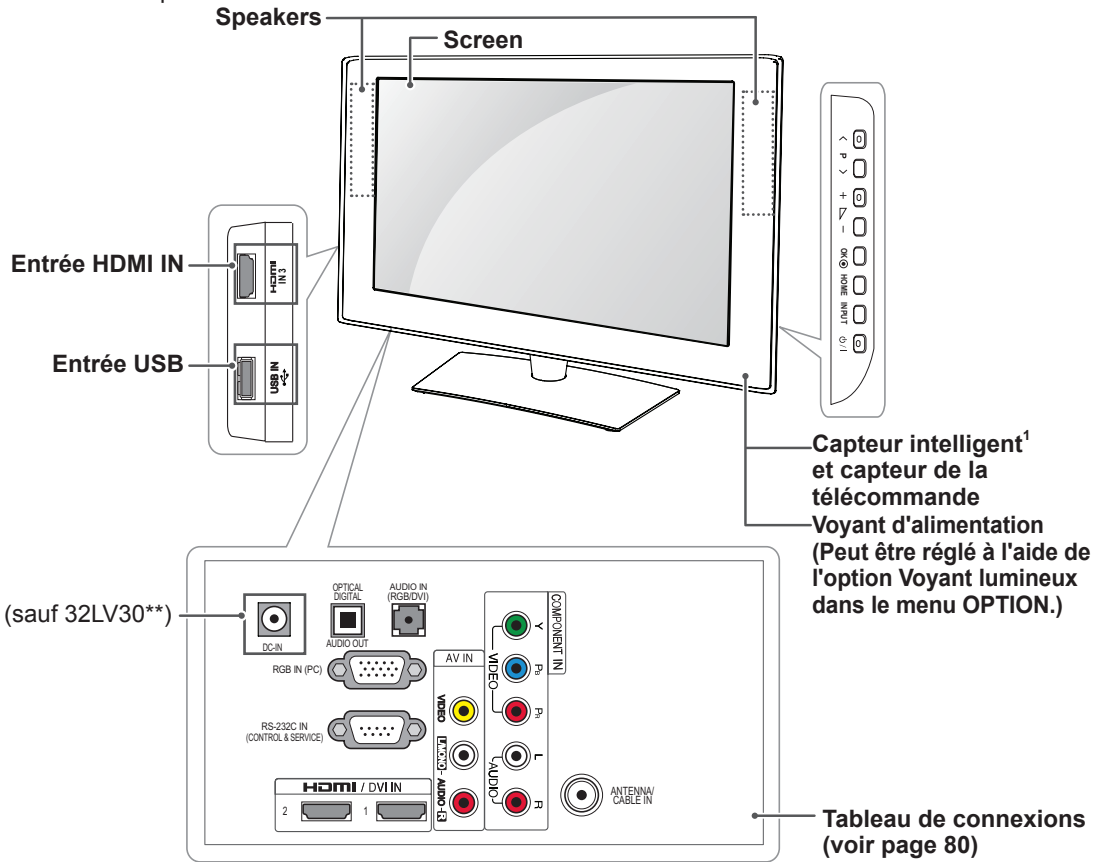 Speakers
Screen
< P >
+ -
OK
HOME
INPUT
Entrée HDMI IN
HDMI
IN 3
Entrée USB
USB IN
Capteur intelligent1
et capteur de la
télécommande
Voyant d'alimentation
(Peut être réglé à l'aide de
l'option Voyant lumineux
dans le menu OPTION.)
(sauf 32LV30**)
DC-IN
OPTICAL
DIGITAL
AUDIO OUT
AUDIO IN
(RGB/DVI)
RGB IN (PC)
RS-232C IN
(CONTROL & SERVICE)
HDMI / DVI IN
2 1
AV IN
VIDEO
L/MONO - AUDIO - R
COMPONENT IN
VIDEO
Y
PB
PR
AUDIO
L
R
ANTENNA/
CABLE IN
Tableau de connexions
(voir page 80)